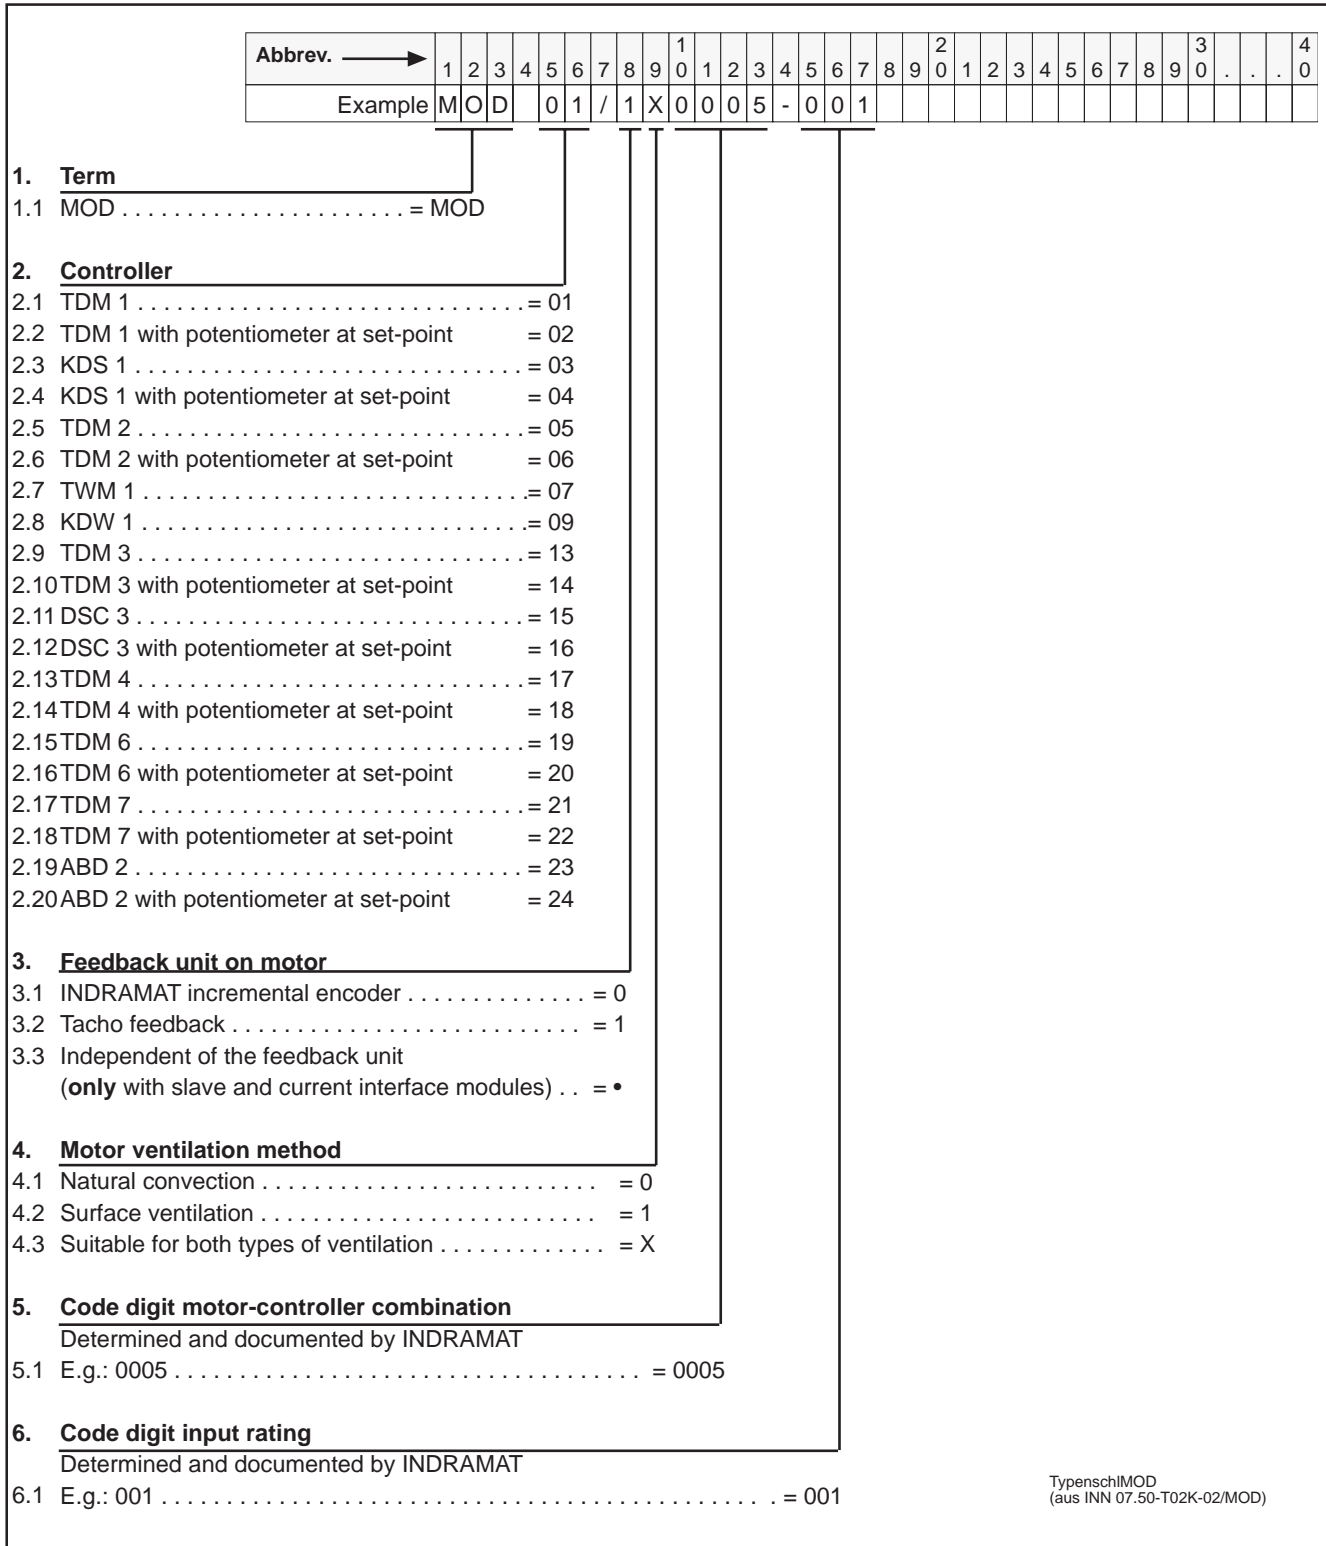 Abbrev. 1 2 3 4 5 6 7 8 9 10 1 2 3 4 5 6 7 8 9 20 1 2 3 4 5 6 7 8 9 30 . . . 40
Example M O D 0 1 / 1 X 0 0 0 5 - 0 0 1
1. Term
1.1 MOD . . . . . . . . . . . . . . . . . . . . . . = MOD
2. Controller
2.1 TDM 1 . . . . . . . . . . . . . . . . . . . . . . . . . . . . . . = 01
2.2 TDM 1 with potentiometer at set-point = 02
2.3 KDS 1 . . . . . . . . . . . . . . . . . . . . . . . . . . . . . . = 03
2.4 KDS 1 with potentiometer at set-point = 04
2.5 TDM 2 . . . . . . . . . . . . . . . . . . . . . . . . . . . . . . = 05
2.6 TDM 2 with potentiometer at set-point = 06
2.7 TWM 1 . . . . . . . . . . . . . . . . . . . . . . . . . . . . . .= 07
2.8 KDW 1 . . . . . . . . . . . . . . . . . . . . . . . . . . . . . .= 09
2.9 TDM 3 . . . . . . . . . . . . . . . . . . . . . . . . . . . . . . = 13
2.10 TDM 3 with potentiometer at set-point = 14
2.11 DSC 3 . . . . . . . . . . . . . . . . . . . . . . . . . . . . . . = 15
2.12 DSC 3 with potentiometer at set-point = 16
2.13 TDM 4 . . . . . . . . . . . . . . . . . . . . . . . . . . . . . . = 17
2.14 TDM 4 with potentiometer at set-point = 18
2.15 TDM 6 . . . . . . . . . . . . . . . . . . . . . . . . . . . . . . = 19
2.16 TDM 6 with potentiometer at set-point = 20
2.17 TDM 7 . . . . . . . . . . . . . . . . . . . . . . . . . . . . . . = 21
2.18 TDM 7 with potentiometer at set-point = 22
2.19 ABD 2 . . . . . . . . . . . . . . . . . . . . . . . . . . . . . . = 23
2.20 ABD 2 with potentiometer at set-point = 24
3. Feedback unit on motor
3.1 INDRAMAT incremental encoder . . . . . . . . . . . . . . = 0
3.2 Tacho feedback . . . . . . . . . . . . . . . . . . . . . . . . . . . = 1
3.3 Independent of the feedback unit
(only with slave and current interface modules) . . = •
4. Motor ventilation method
4.1 Natural convection . . . . . . . . . . . . . . . . . . . . . . . . . . = 0
4.2 Surface ventilation . . . . . . . . . . . . . . . . . . . . . . . . . . = 1
4.3 Suitable for both types of ventilation . . . . . . . . . . . . . = X
5. Code digit motor-controller combination
Determined and documented by INDRAMAT
5.1 E.g.: 0005 . . . . . . . . . . . . . . . . . . . . . . . . . . . . . . . . . . . . = 0005
6. Code digit input rating
Determined and documented by INDRAMAT
6.1 E.g.: 001 . . . . . . . . . . . . . . . . . . . . . . . . . . . . . . . . . . . . . . . . . . . . . . . = 001
TypenschlMOD
(aus INN 07.50-T02K-02/MOD)